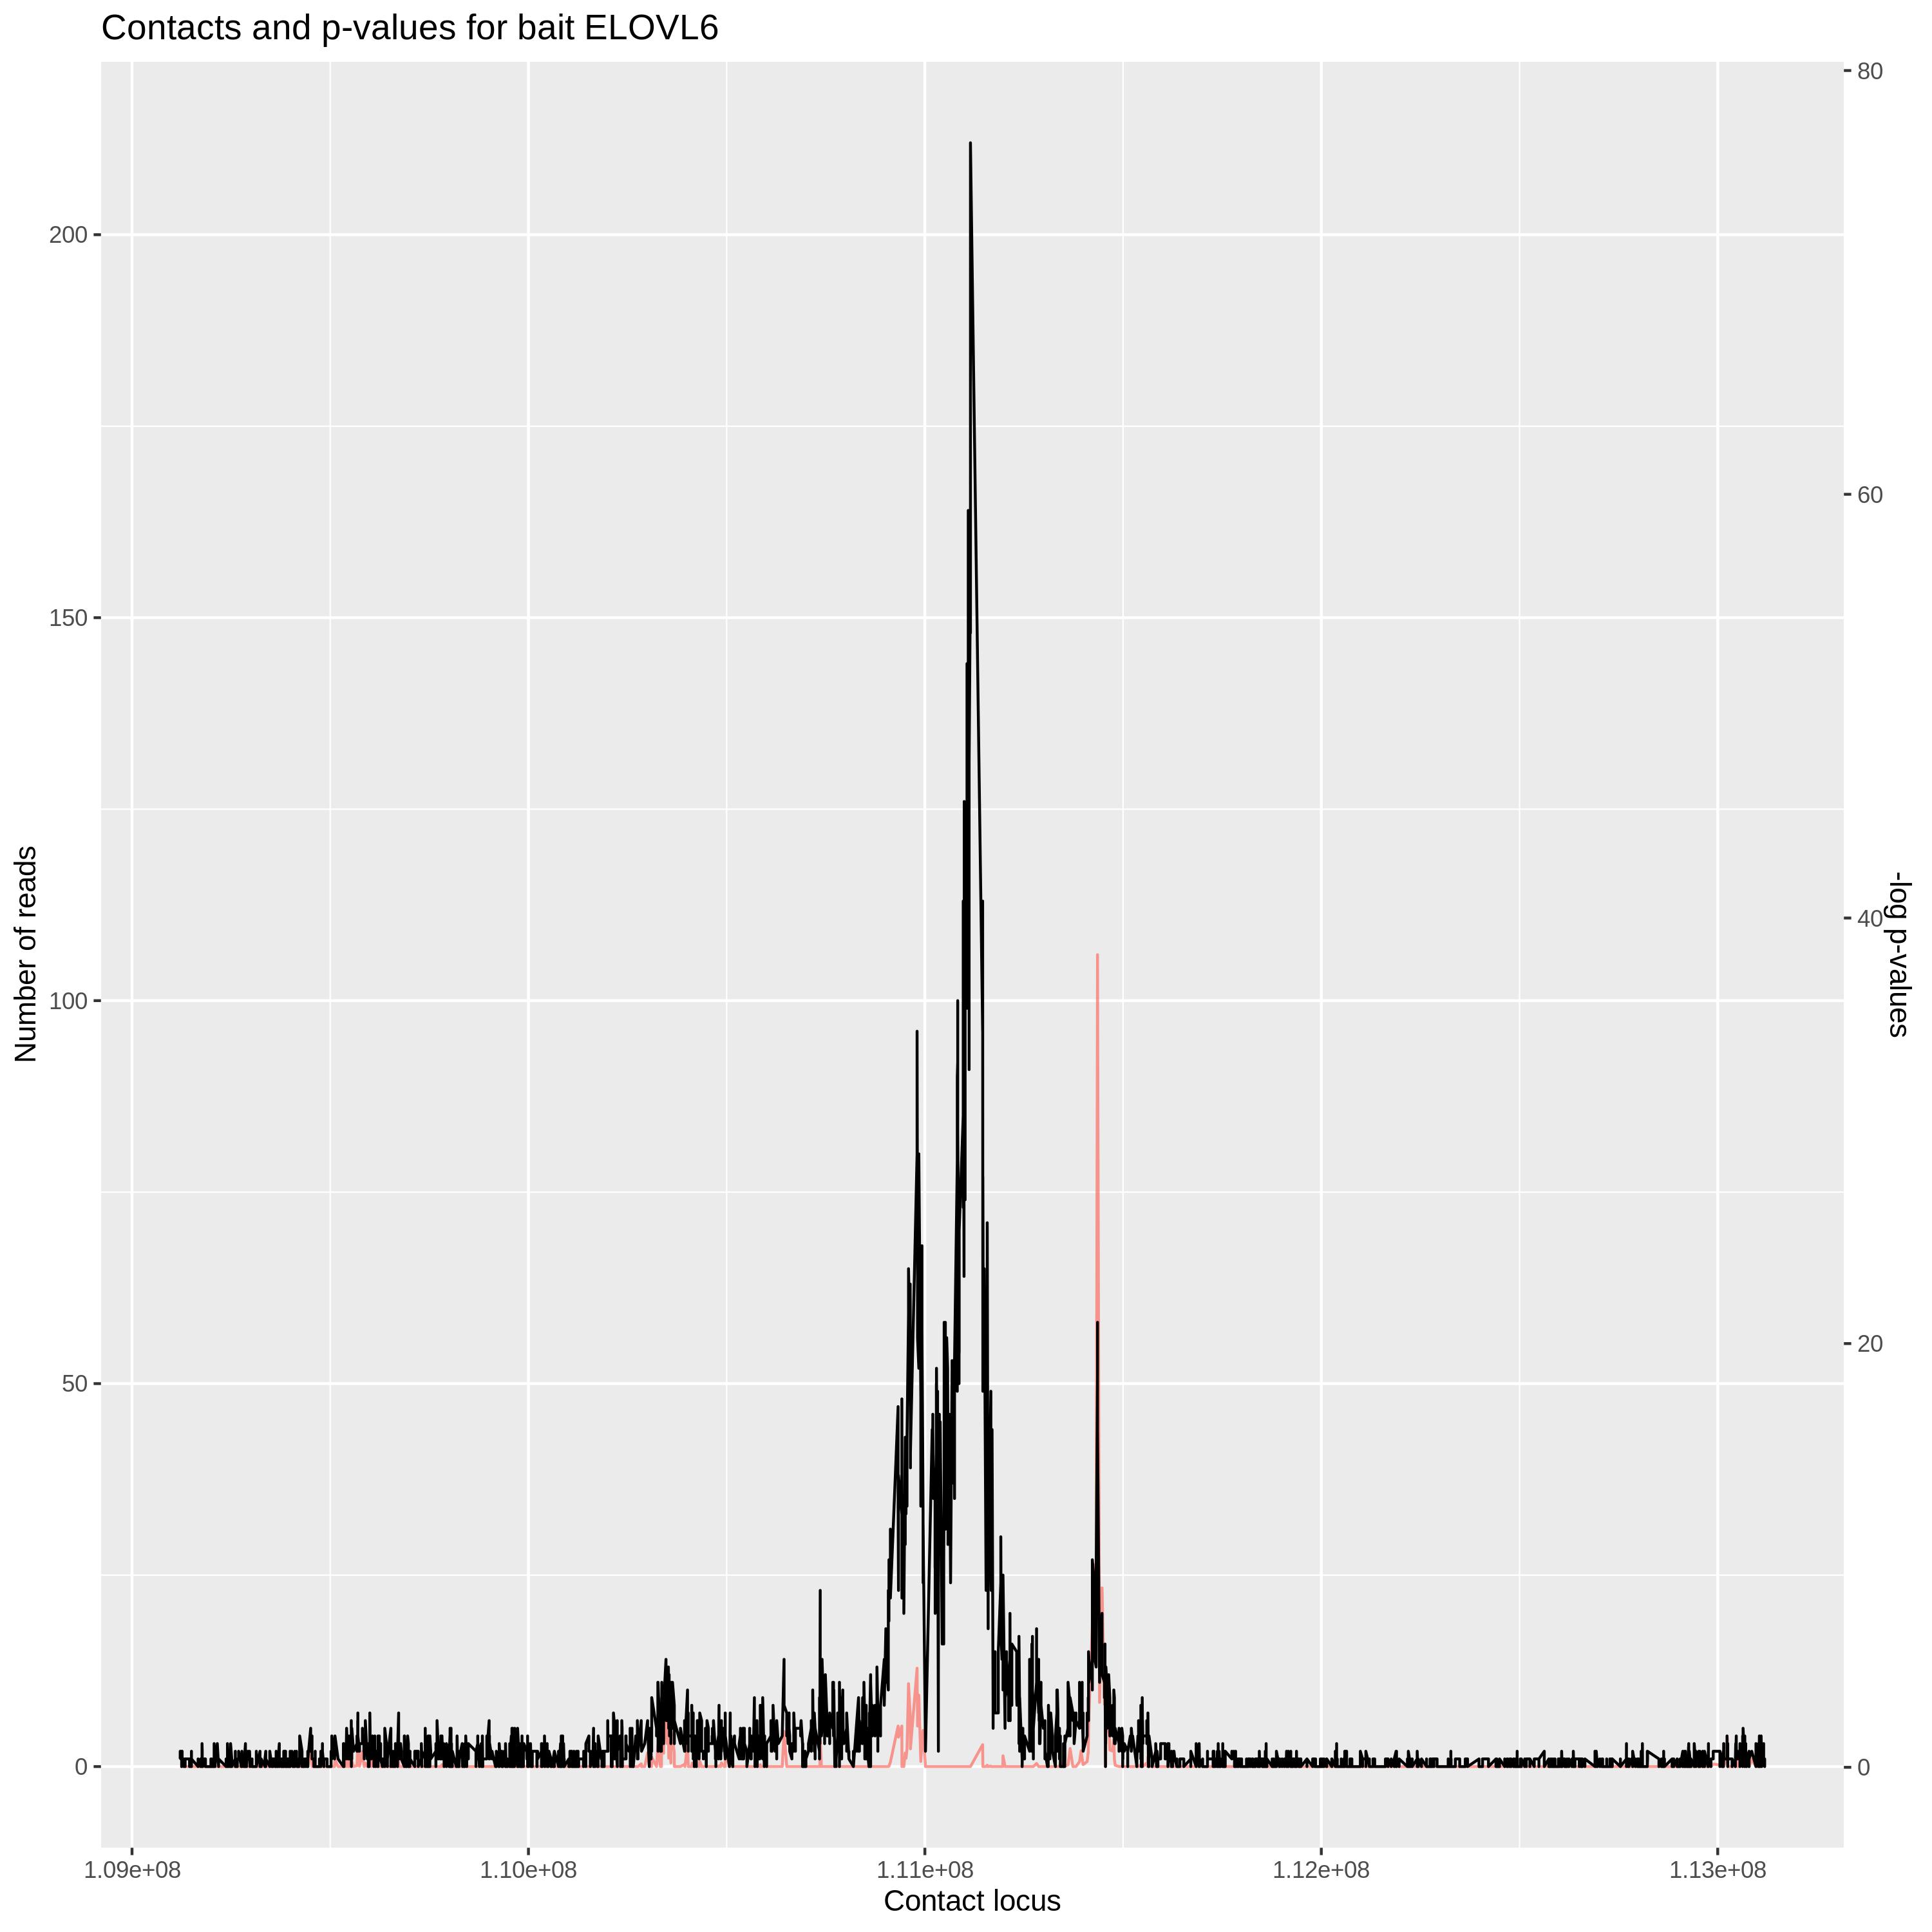 Contacts and p-values for bait ELOVL6
80
200
60
150
Number of reads
40
-log p-values
100
20
50
0
0
1.09e+08
1.10e+08
1.11e+08
1.12e+08
1.13e+08
Contact locus